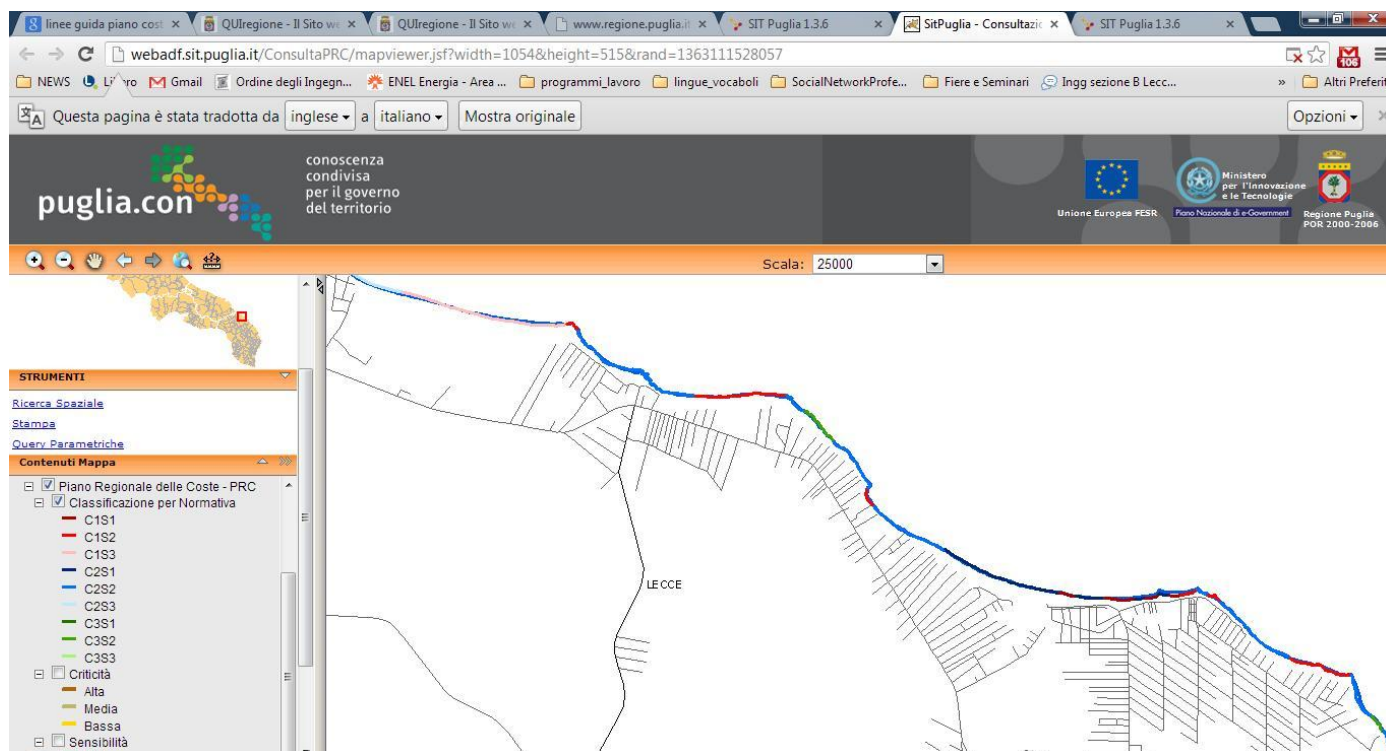 linee guida piano cost
QUIregione - Il Sito we
QUIregione - Il Sito we
www.regione.puglia.it
SIT Puglia 1.3.6
SitPuglia - Consultazio
SIT Puglia 1.3.6
webadf.sit.puglia.it/ConsultaPRC/mapviewer.jsf?width=1054&height=515&rand=1363111528057
106
NEWS
Gmail
Ordine degli Ingegn...
ENEL Energia - Area ...
programmi_lavoro
lingue_vocaboli
SocialNetworkProfe...
Fiere e Seminari
Ingg sezione B Lecc...
»
Altri Preferit
Questa pagina è stata tradotta da inglese a italiano Mostra originale Opzioni
puglia.con
conoscenza
condivisa
per il governo
del territorio
Unione Europea FESR
Ministero
per l'Innovazione
e le Tecnologie
Piano Nazionale di e-Government
Regione Puglia
POR 2000-2006
Scala: 25000
STRUMENTI
Ricerca Spaziale
Stampa
Query Parametriche
Contenuti Mappa
Piano Regionale delle Coste - PRC
Classificazione per Normativa
C1S1
C1S2
C1S3
C2S1
C2S2
C2S3
C3S1
C3S2
C3S3
Criticità
Alta
Media
Bassa
Sensibilità
LECCE